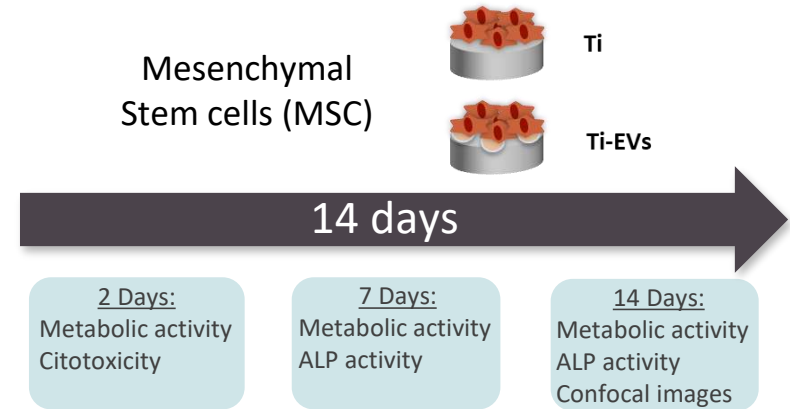 Mesenchymal
Stem cells (MSC)
Ti
Ti-EVs
14 days
2 Days:
Metabolic activity
Citotoxicity
7 Days:
Metabolic activity
ALP activity
14 Days:
Metabolic activity
ALP activity
Confocal images